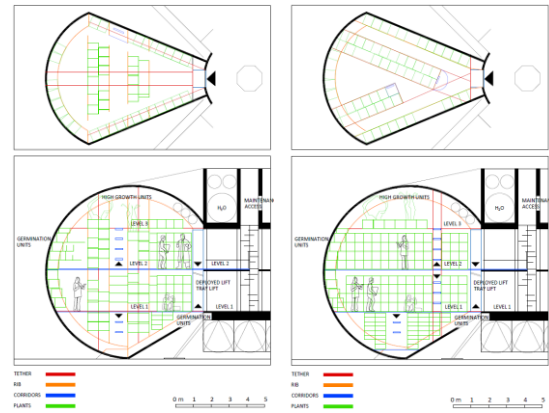 HIGH GROWTH UNITS
H₂O
MAINTENAN
ACCESS
LEVEL 3
GERMINATION
UNITS
LEVEL 2
LEVEL 2
DEPLOYED LIFT
TRAY LIFT
LEVEL 1
LEVEL 1
GERMINATION
UNITS
TETHER
RIB
CORRIDORS
PLANTS
0 m 1 2 3 4 5
HIGH GROWTH UNITS
H₂O
MAINTENAN
ACCESS
LEVEL 3
GERMINATION
UNITS
LEVEL 2
LEVEL 2
DEPLOYED LIFT
TRAY LIFT
LEVEL 1
LEVEL 1
GERMINATION
UNITS
TETHER
RIB
CORRIDORS
PLANTS
0 m 1 2 3 4 5